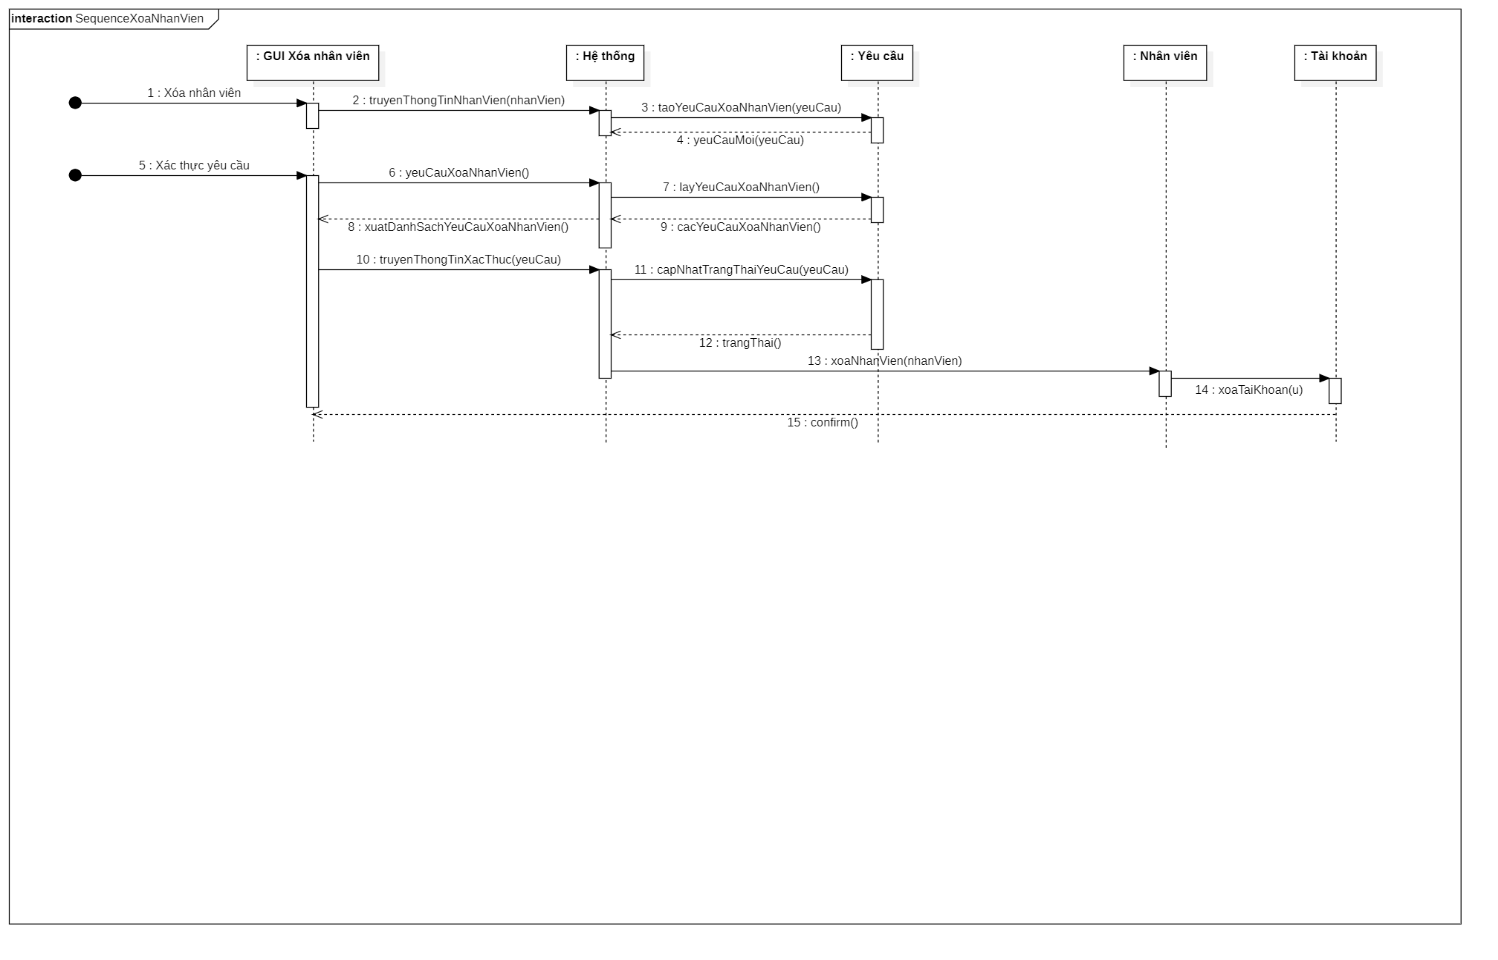 interaction SequenceXoaNhanVien
: GUI Xóa nhân viên
: Hệ thống
: Yêu cầu
: Nhân viên
: Tài khoản
1 : Xóa nhân viên
2 : truyenThongTinNhanVien(nhanVien)
3 : taoYeuCauXoaNhanVien(yeuCau)
4 : yeuCauMoi(yeuCau)
5 : Xác thực yêu cầu
6 : yeuCauXoaNhanVien()
7 : layYeuCauXoaNhanVien()
8 : xuatDanhSachYeuCauXoaNhanVien()
9 : cacYeuCauXoaNhanVien()
10 : truyenThongTinXacThuc(yeuCau)
11 : capNhatTrangThaiYeuCau(yeuCau)
12 : trangThai()
13 : xoaNhanVien(nhanVien)
14 : xoaTaiKhoan(u)
15 : confirm()